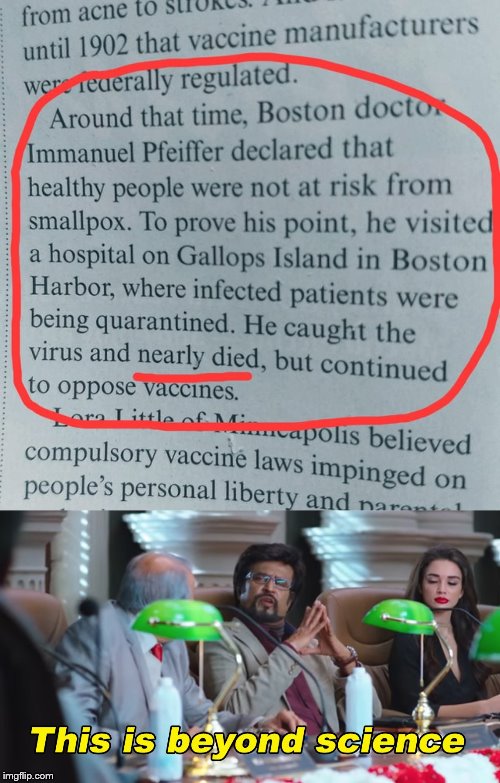 from acne to strokes.
until 1902 that vaccine manufacturers
were federally regulated.
Around that time, Boston doctor
Immanuel Pfeiffer declared that
healthy people were not at risk from
smallpox. To prove his point, he visited
a hospital on Gallops Island in Boston
Harbor, where infected patients were
being quarantined. He caught the
virus and nearly died, but continued
to oppose vaccines.
Lora Little of Minneapolis believed
compulsory vaccine laws impinged on
people's personal liberty and
This is beyond science
imgflip.com